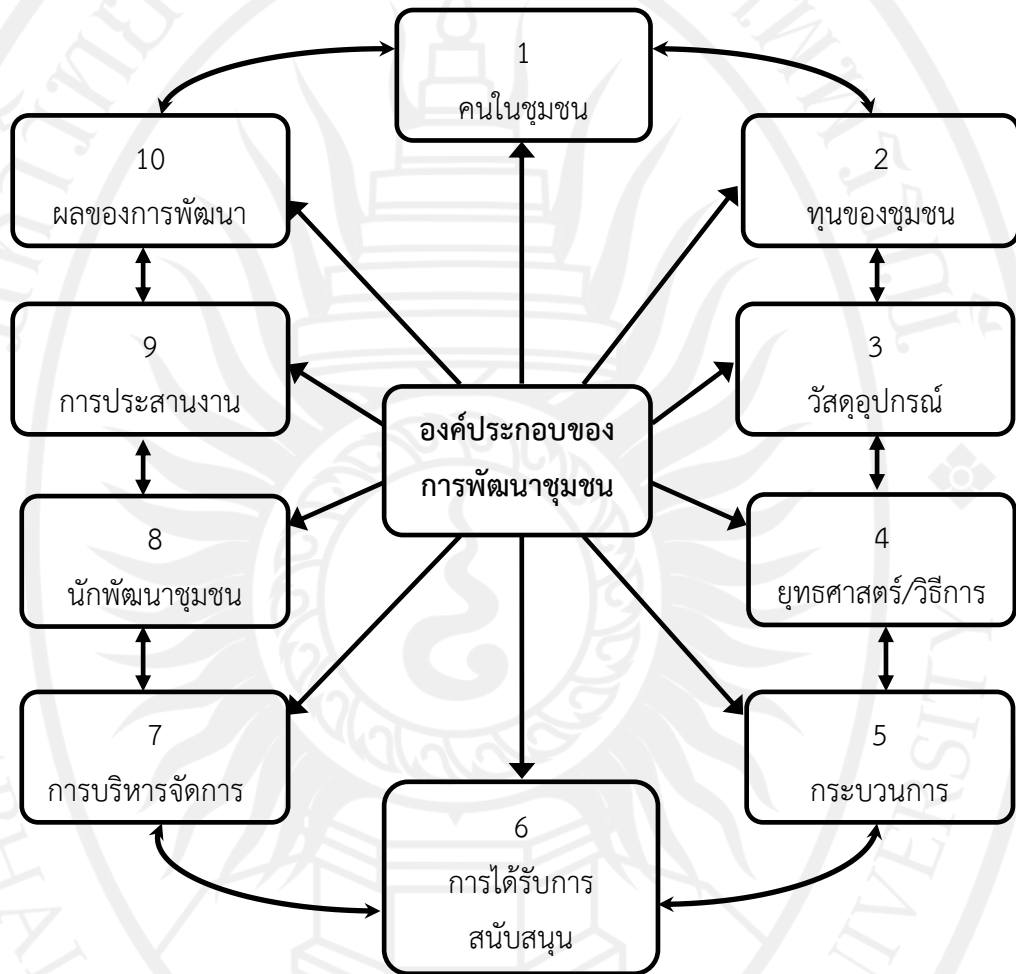 1
คนในชุมชน
10
ผลของการพัฒนา
2
ทุนของชุมชน
9
การประสานงาน
3
วัสดุอุปกรณ์
องค์ประกอบของ
การพัฒนาชุมชน
8
นักพัฒนาชุมชน
4
ยุทธศาสตร์/วิธีการ
7
การบริหารจัดการ
5
กระบวนการ
6
การได้รับการ
สนับสนุน